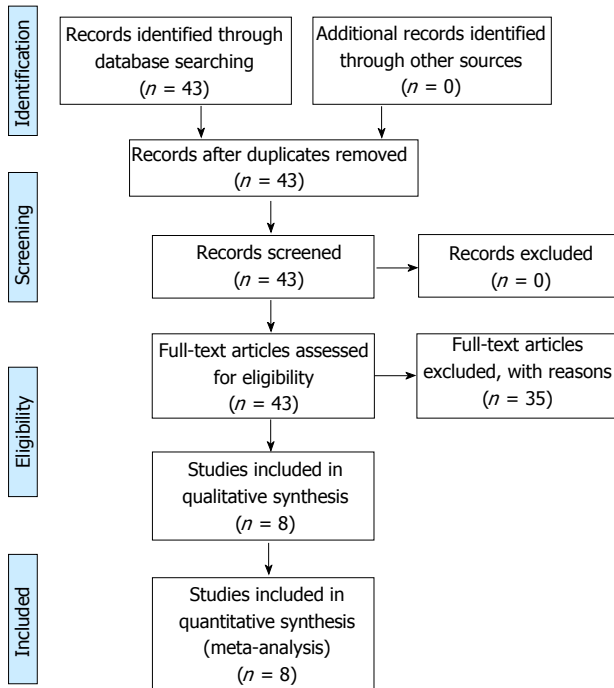 Identification
Records identified through
database searching
(n = 43)
Additional records identified
through other sources
(n = 0)
Records after duplicates removed
(n = 43)
Screening
Records screened
(n = 43)
Records excluded
(n = 0)
Eligibility
Full-text articles assessed
for eligibility
(n = 43)
Full-text articles
excluded, with reasons
(n = 35)
Studies included in
qualitative synthesis
(n = 8)
Included
Studies included in
quantitative synthesis
(meta-analysis)
(n = 8)